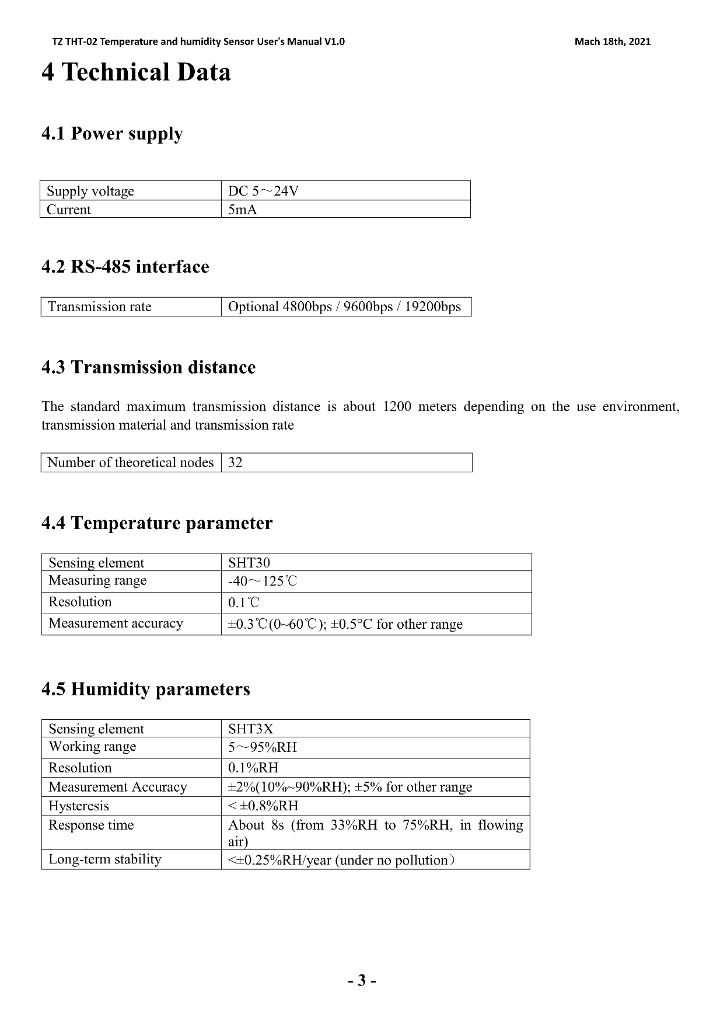 TZ THT-02 Temperature and humidity Sensor User's Manual V1.0 Mach 18th, 2021
4 Technical Data
4.1 Power supply
Supply voltage DC 5～24V
Current 5mA
4.2 RS-485 interface
Transmission rate Optional 4800bps / 9600bps / 19200bps
4.3 Transmission distance
The standard maximum transmission distance is about 1200 meters depending on the use environment,
transmission material and transmission rate
Number of theoretical nodes 32
4.4 Temperature parameter
Sensing element SHT30
Measuring range -40～125℃
Resolution 0.1℃
Measurement accuracy ±0.3℃(0~60℃); ±0.5°C for other range
4.5 Humidity parameters
Sensing element SHT3X
Working range 5～95%RH
Resolution 0.1%RH
Measurement Accuracy ±2%(10%~90%RH); ±5% for other range
Hysteresis < ±0.8%RH
Response time About 8s (from 33%RH to 75%RH, in flowing
air)
Long-term stability <±0.25%RH/year (under no pollution）
- 3 -